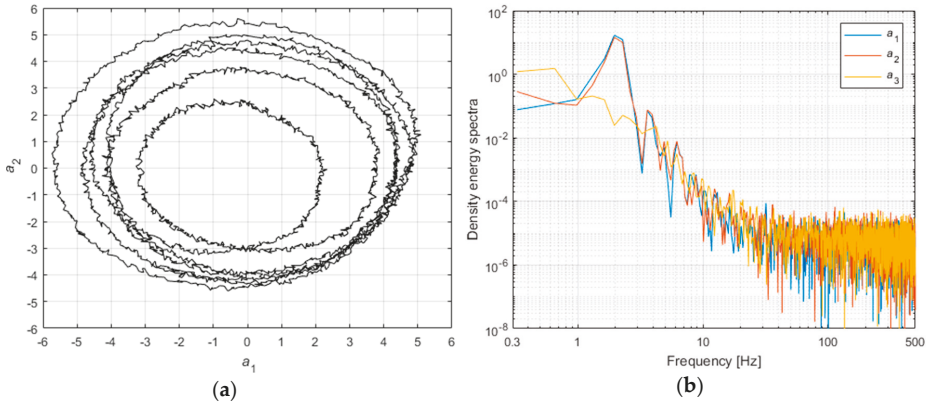 (a)
6
5
4
3
2
1
0
-1
-2
-3
-4
-5
-6
a2
-6 -5 -4 -3 -2 -1 0 1 2 3 4 5 6
a1
(a)
(b)
10^2
10^0
10^-2
10^-4
10^-6
10^-8
Density energy spectra
a1
a2
a3
0.3 1 10 100 500
Frequency [Hz]
(b)